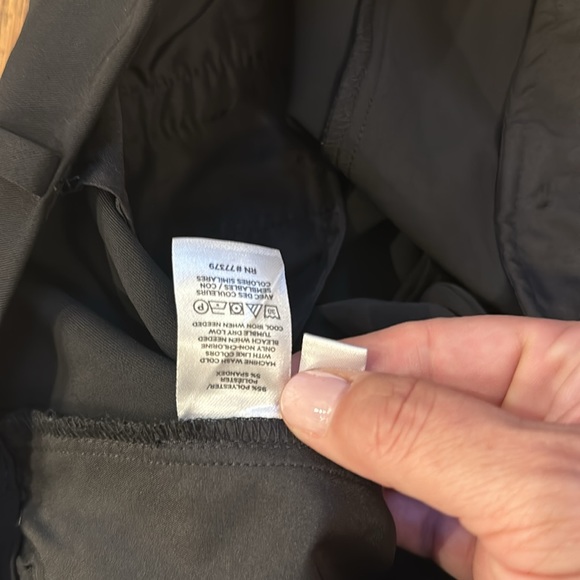 95% POLYESTER/
POLYESTER
5% SPANDEX
MACHINE WASH COLD
WITH LIKE COLORS
ONLY NON-CHLORINE
BLEACH WHEN NEEDED
TUMBLE DRY LOW
COOL IRON WHEN NEEDED
P
AVEC DES COULEURS
SEMBLABLES / CON
COLORES SIMILARES
RN # 77379